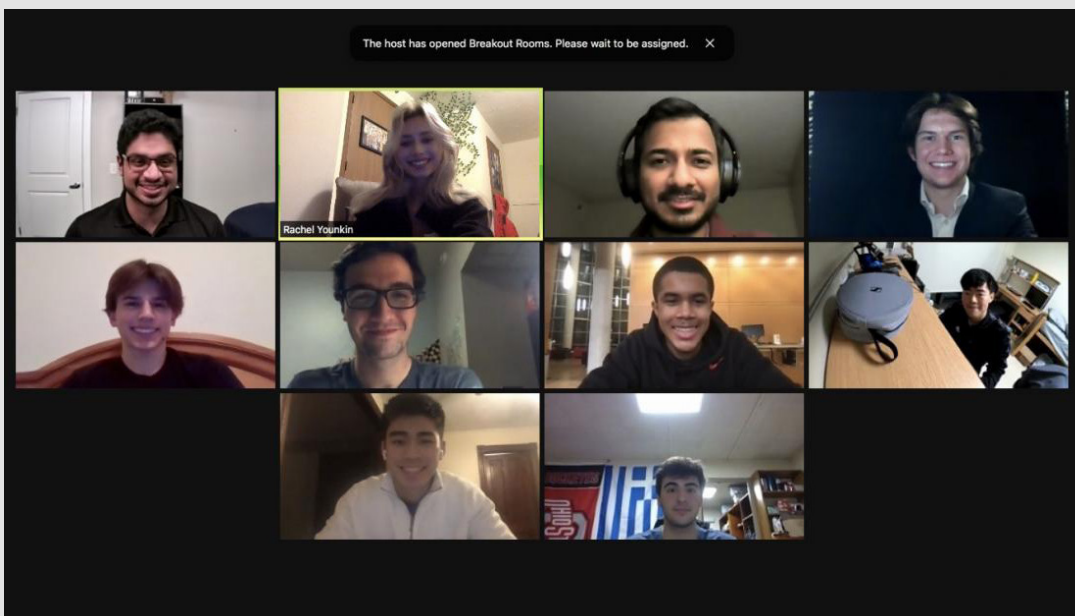 The host has opened Breakout Rooms. Please wait to be assigned.
Rachel Younkin